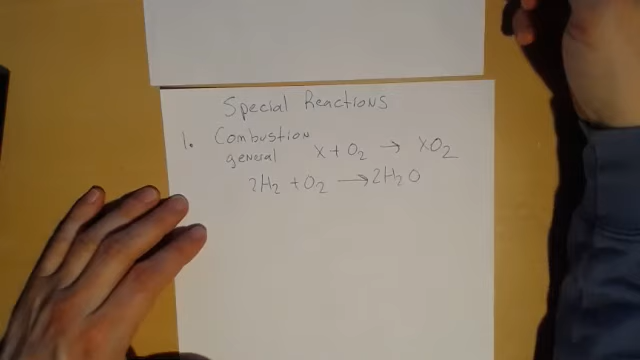 Special Reactions
1. Combustion
general X + O₂ → XO₂
2H₂ + O₂ → 2H₂O